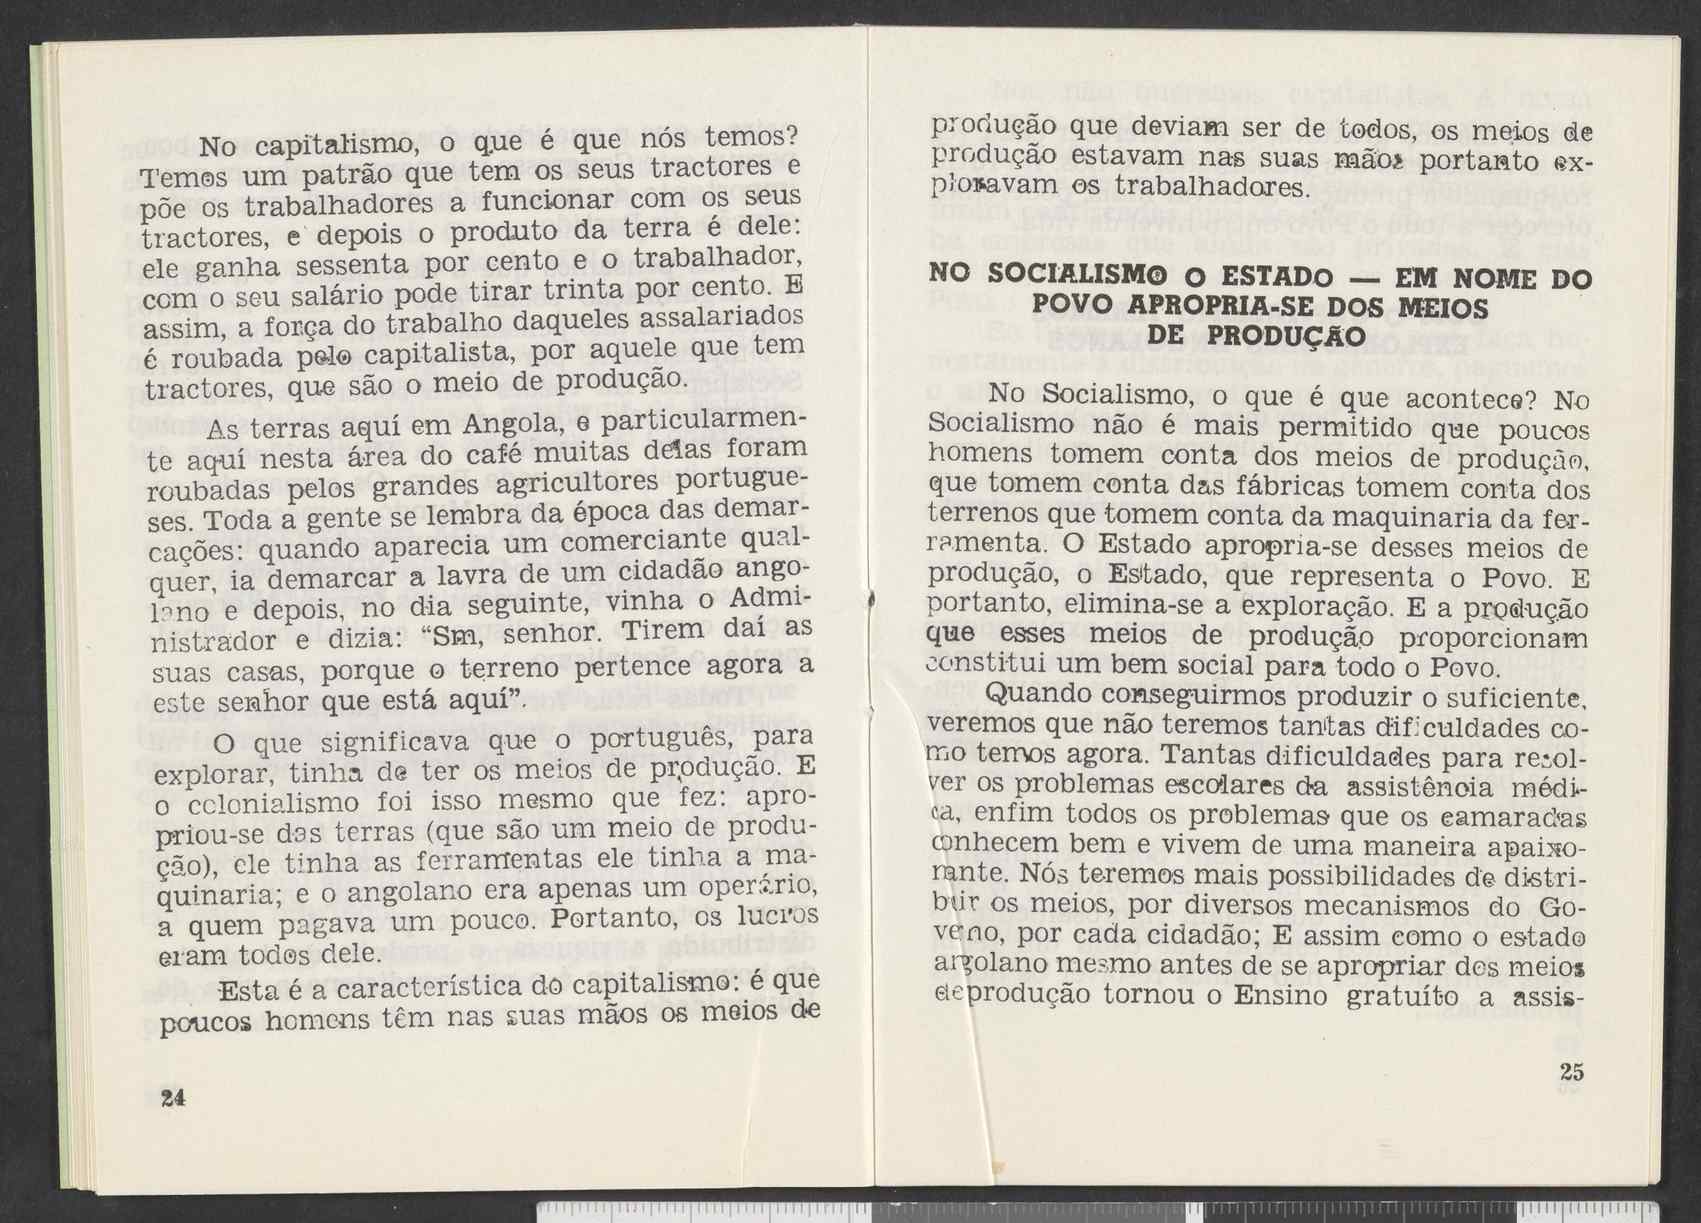 No capitalismo, o que é que nós temos?
Temos um patrão que tem os seus tractores e
põe os trabalhadores a funcionar com os seus
tractores, e depois o produto da terra é dele:
ele ganha sessenta por cento e o trabalhador,
com o seu salário pode tirar trinta por cento. E
assim, a força do trabalho daqueles assalariados
é roubada pelo capitalista, por aquele que tem
tractores, que são o meio de produção.
As terras aquí em Angola, e particularmen-
te aquí nesta área do café muitas delas foram
roubadas pelos grandes agricultores portugue-
ses. Toda a gente se lembra da época das demar-
cações: quando aparecia um comerciante qual-
quer, ia demarcar a lavra de um cidadão ango-
lano e depois, no dia seguinte, vinha o Admi-
nistrador e dizia: “Sm, senhor. Tirem daí as
suas casas, porque o terreno pertence agora a
este senhor que está aquí”.
O que significava que o português, para
explorar, tinha de ter os meios de produção. E
o colonialismo foi isso mesmo que fez: apro-
priou-se das terras (que são um meio de produ-
ção), ele tinha as ferramentas ele tinha a ma-
quinaria; e o angolano era apenas um operário,
a quem pagava um pouco. Portanto, os lucros
eram todos dele.
Esta é a característica do capitalismo: é que
poucos homens têm nas suas mãos os meios de
24
produção que deviam ser de todos, os meios de
produção estavam nas suas mãos portanto ex-
ploravam os trabalhadores.
NO SOCIALISMO O ESTADO — EM NOME DO
POVO APROPRIA-SE DOS MEIOS
DE PRODUÇÃO
No Socialismo, o que é que acontece? No
Socialismo não é mais permitido que poucos
homens tomem conta dos meios de produção,
que tomem conta das fábricas tomem conta dos
terrenos que tomem conta da maquinaria da fer-
ramenta. O Estado apropria-se desses meios de
produção, o Estado, que representa o Povo. E
portanto, elimina-se a exploração. E a produção
que esses meios de produção proporcionam
constitui um bem social para todo o Povo.
Quando conseguirmos produzir o suficiente,
veremos que não teremos tantas dificuldades co-
mo temos agora. Tantas dificuldades para resol-
ver os problemas escolares da assistência médi-
ca, enfim todos os problemas que os camaradas
conhecem bem e vivem de uma maneira apaixo-
nante. Nós teremos mais possibilidades de distri-
buir os meios, por diversos mecanismos do Go-
verno, por cada cidadão; E assim como o estado
angolano mesmo antes de se apropriar dos meios
de produção tornou o Ensino gratuíto a assis-
25